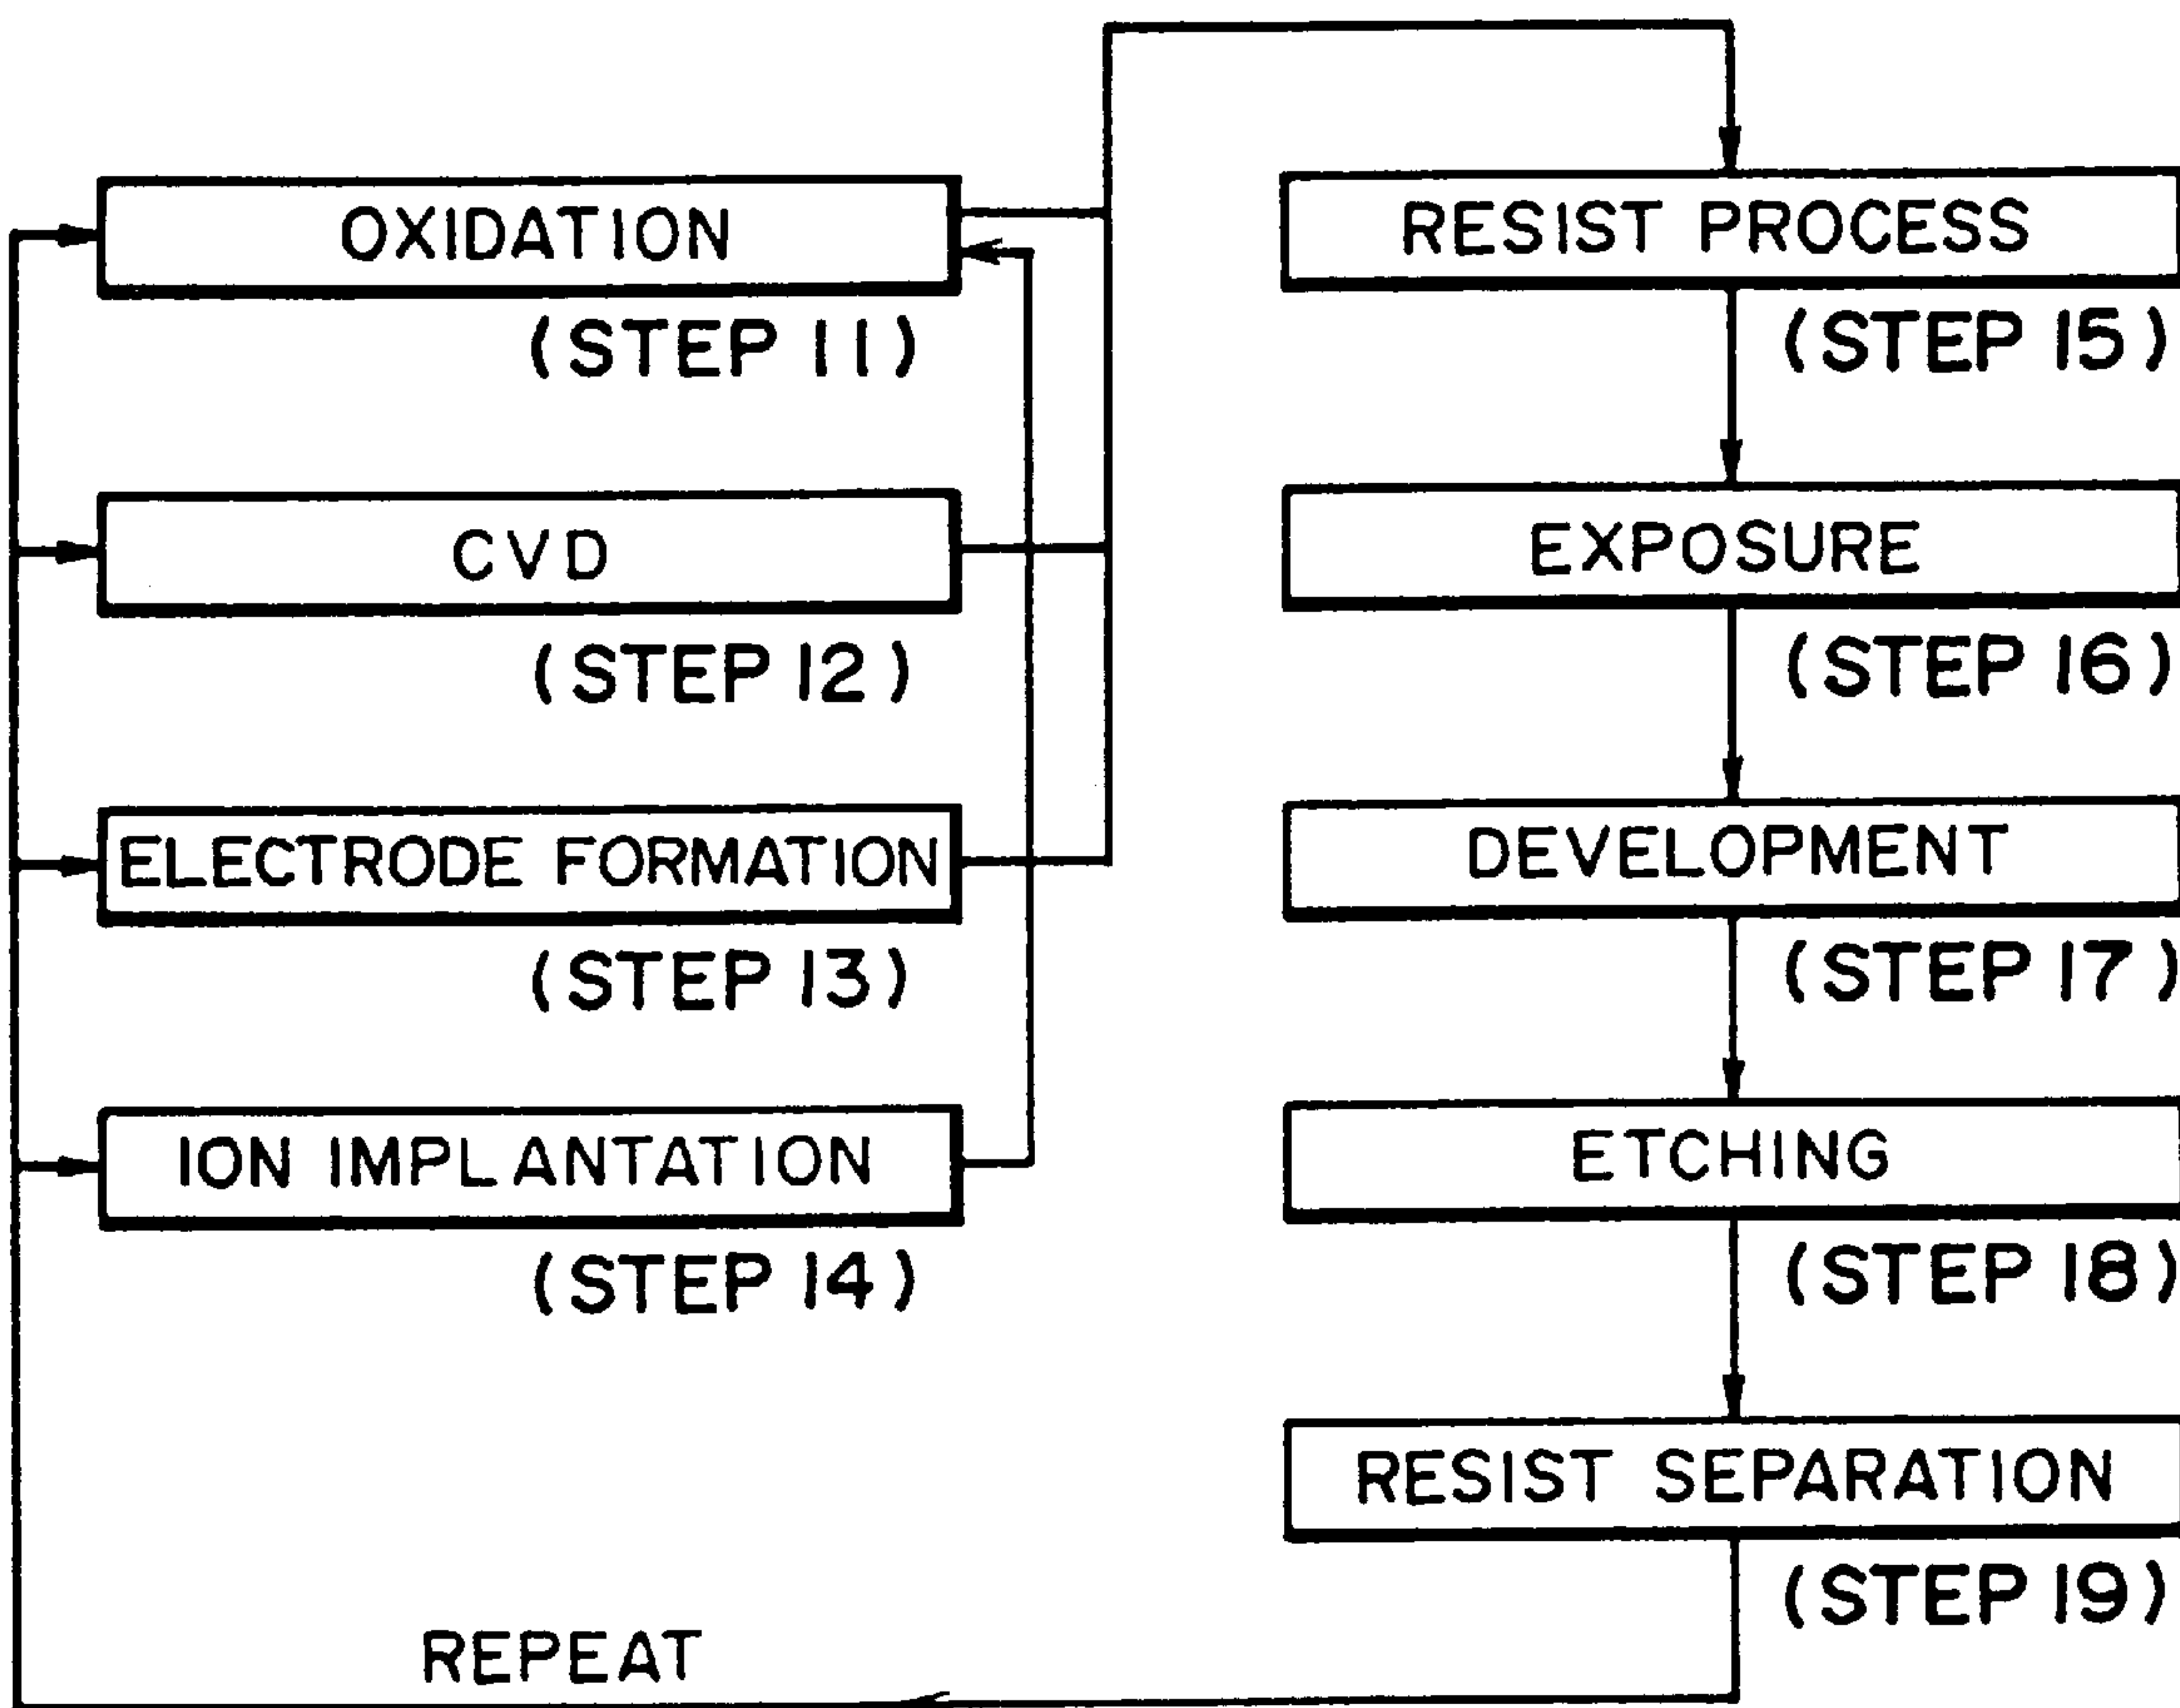 OXIDATION
(STEP 11)
CVD
(STEP 12)
ELECTRODE FORMATION
(STEP 13)
ION IMPLANTATION
(STEP 14)
RESIST PROCESS
(STEP 15)
EXPOSURE
(STEP 16)
DEVELOPMENT
(STEP 17)
ETCHING
(STEP 18)
RESIST SEPARATION
(STEP 19)
REPEAT